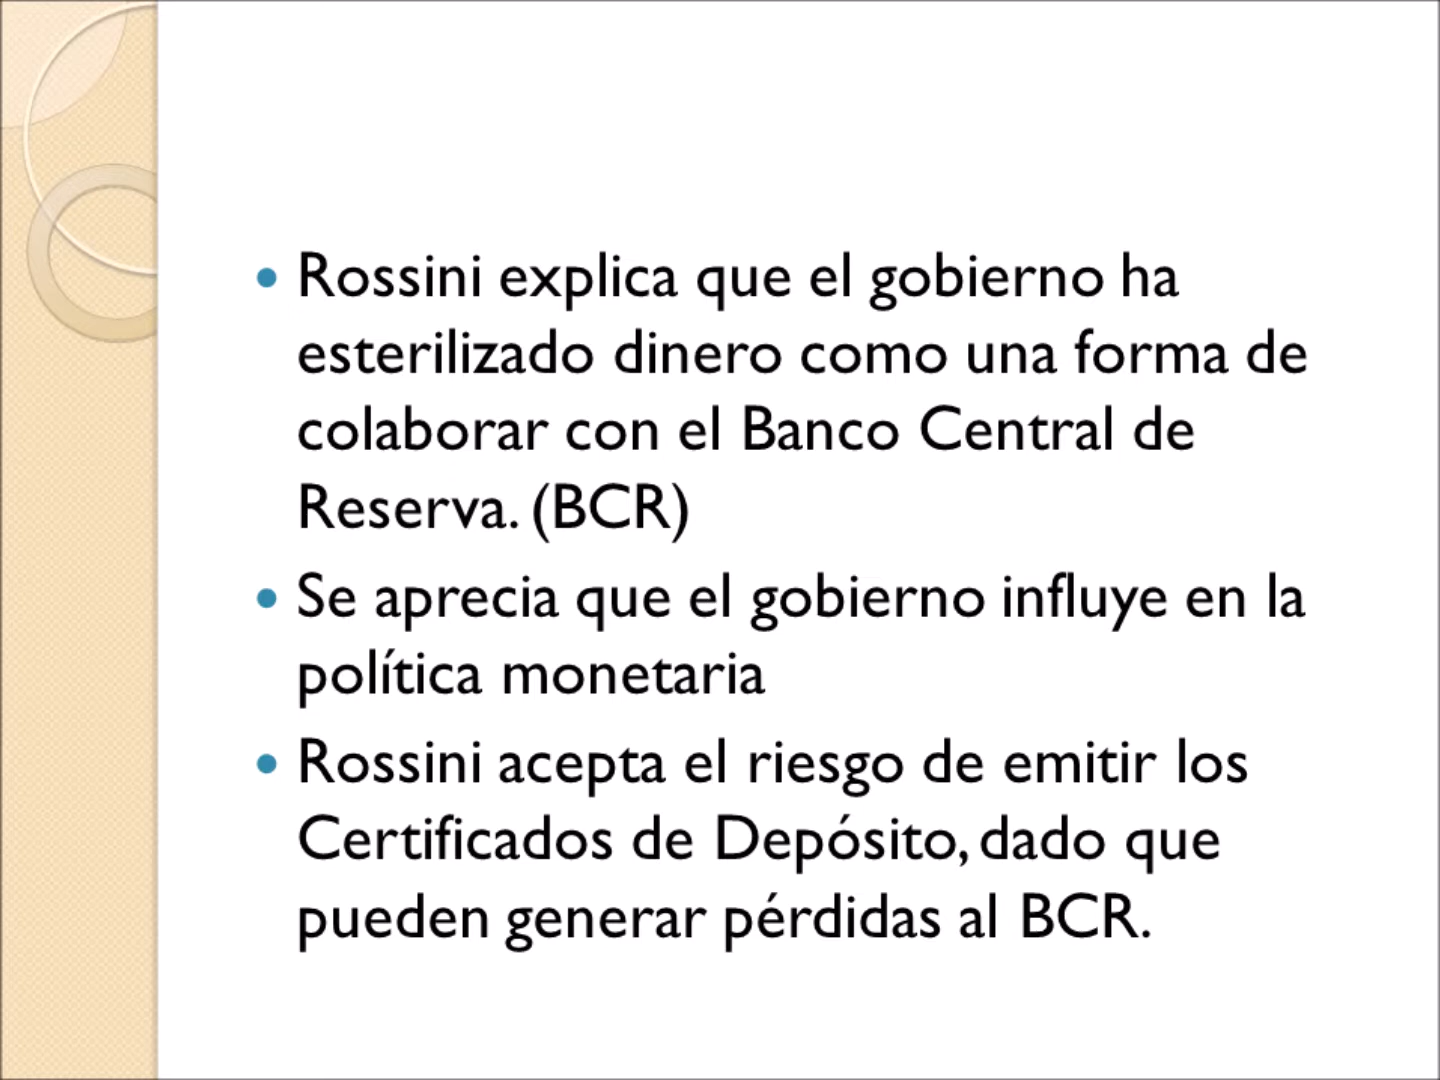 • Rossini explica que el gobierno ha
esterilizado dinero como una forma de
colaborar con el Banco Central de
Reserva. (BCR)
• Se aprecia que el gobierno influye en la
política monetaria
• Rossini acepta el riesgo de emitir los
Certificados de Depósito, dado que
pueden generar pérdidas al BCR.